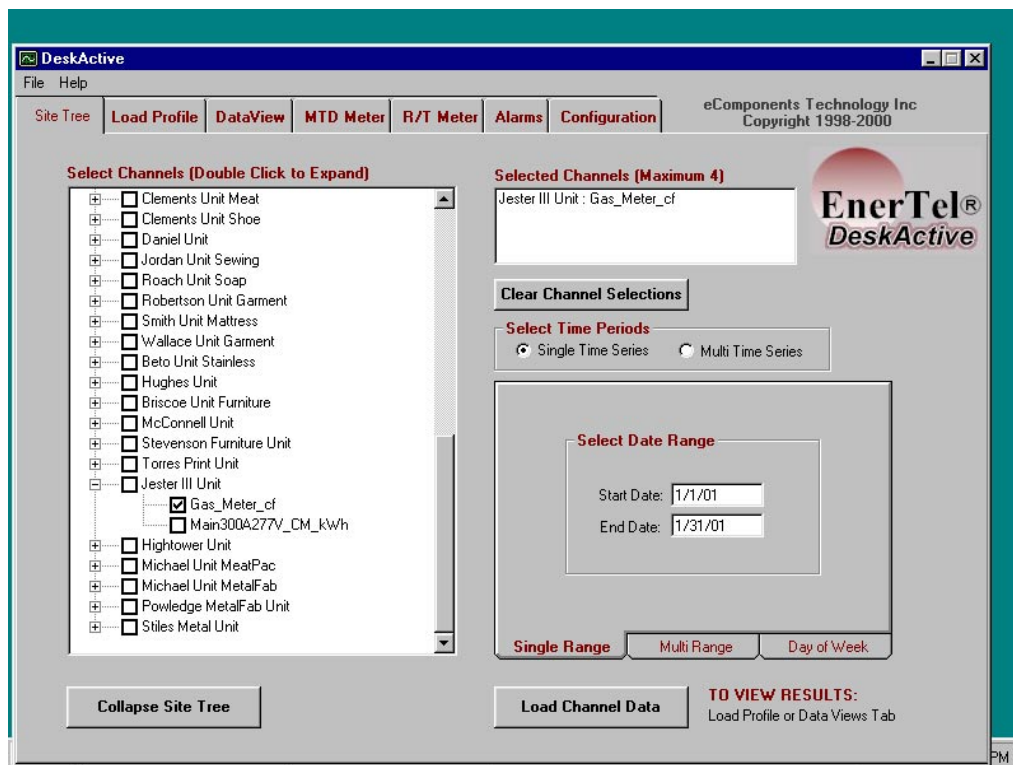 DeskActive
File Help
Site Tree Load Profile DataView MTD Meter R/T Meter Alarms Configuration
eComponents Technology Inc
Copyright 1998-2000
Select Channels (Double Click to Expand)
Clements Unit Meat
Clements Unit Shoe
Daniel Unit
Jordan Unit Sewing
Roach Unit Soap
Robertson Unit Garment
Smith Unit Mattress
Wallace Unit Garment
Beto Unit Stainless
Hughes Unit
Briscoe Unit Furniture
McConnell Unit
Stevenson Furniture Unit
Torres Print Unit
Jester III Unit
Gas_Meter_cf
Main300A277V_CM_kWh
Hightower Unit
Michael Unit MeatPac
Michael Unit MetalFab
Powledge MetalFab Unit
Stiles Metal Unit
Collapse Site Tree
Selected Channels (Maximum 4)
Jester III Unit : Gas_Meter_cf
EnerTel®
DeskActive
Clear Channel Selections
Select Time Periods
Single Time Series Multi Time Series
Select Date Range
Start Date: 1/1/01
End Date: 1/31/01
Single Range Multi Range Day of Week
Load Channel Data
TO VIEW RESULTS:
Load Profile or Data Views Tab
PM